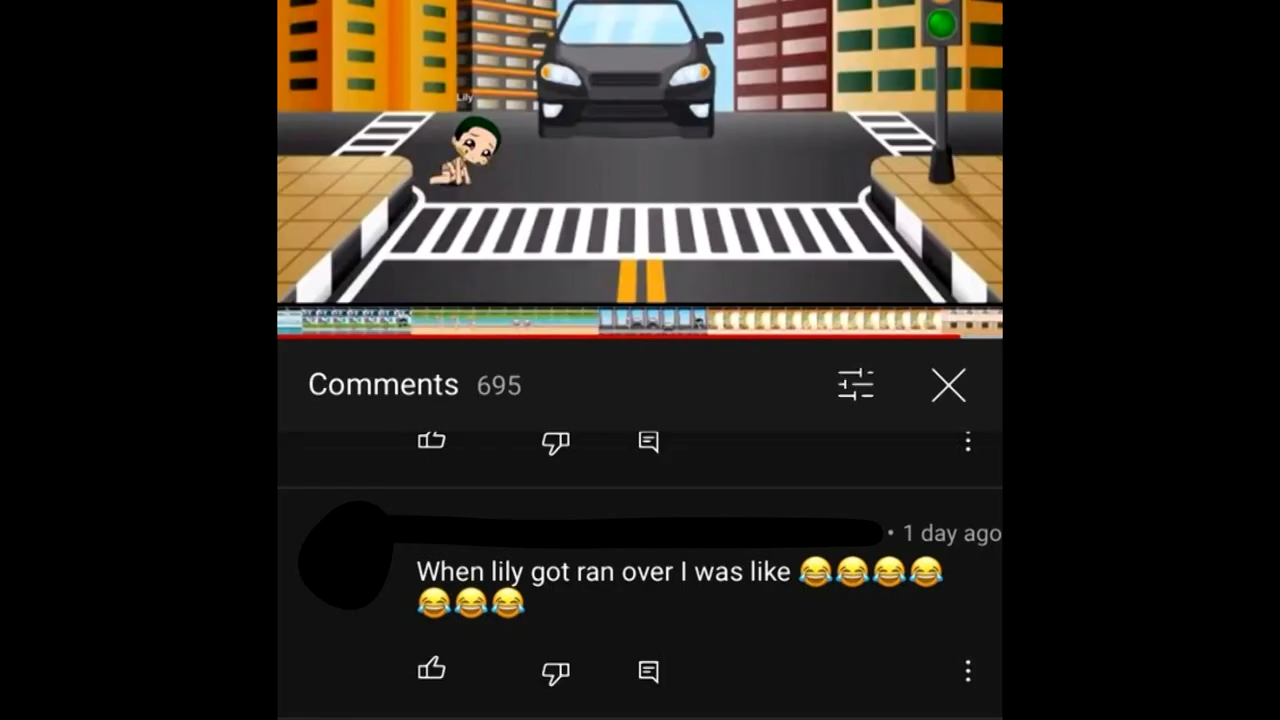 Lily
Comments 695
• 1 day ago
When lily got ran over I was like 😂😂😂😂
😂😂😂